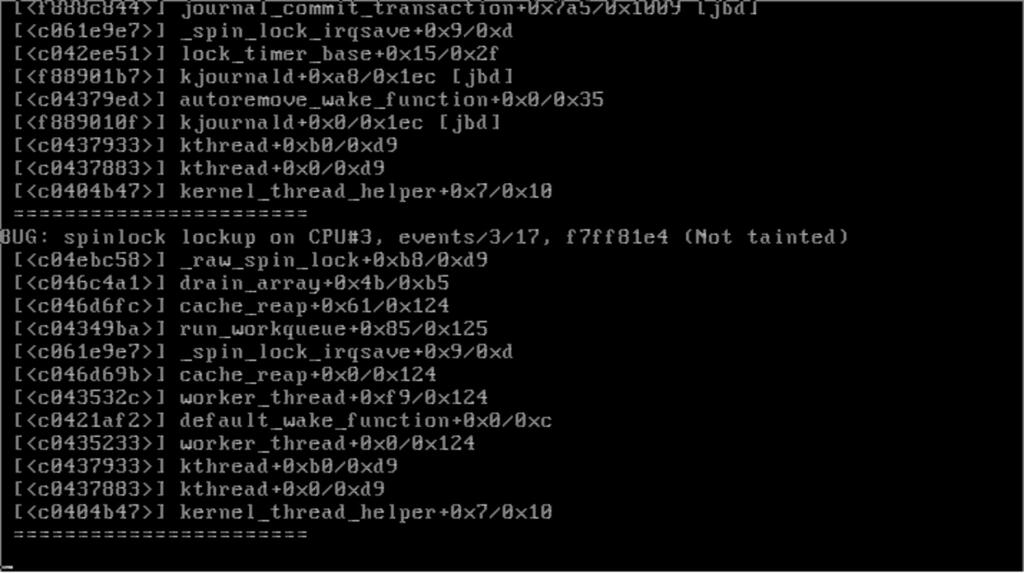 [<f888c844>] journal_commit_transaction+0x7a5/0x1009 [jbd]
[<c061e9e7>] _spin_lock_irqsave+0x9/0xd
[<c042ee51>] lock_timer_base+0x15/0x2f
[<f88901b7>] kjournald+0xa8/0x1ec [jbd]
[<c04379ed>] autoremove_wake_function+0x0/0x35
[<f889010f>] kjournald+0x0/0x1ec [jbd]
[<c0437933>] kthread+0xb0/0xd9
[<c0437883>] kthread+0x0/0xd9
[<c0404b47>] kernel_thread_helper+0x7/0x10
=======================
BUG: spinlock lockup on CPU#3, events/3/17, f7ff81e4 (Not tainted)
[<c04ebc58>] _raw_spin_lock+0xb8/0xd9
[<c046c4a1>] drain_array+0x4b/0xb5
[<c046d6fc>] cache_reap+0x61/0x124
[<c04349ba>] run_workqueue+0x85/0x125
[<c061e9e7>] _spin_lock_irqsave+0x9/0xd
[<c046d69b>] cache_reap+0x0/0x124
[<c043532c>] worker_thread+0xf9/0x124
[<c0421af2>] default_wake_function+0x0/0xc
[<c0435233>] worker_thread+0x0/0x124
[<c0437933>] kthread+0xb0/0xd9
[<c0437883>] kthread+0x0/0xd9
[<c0404b47>] kernel_thread_helper+0x7/0x10
=======================